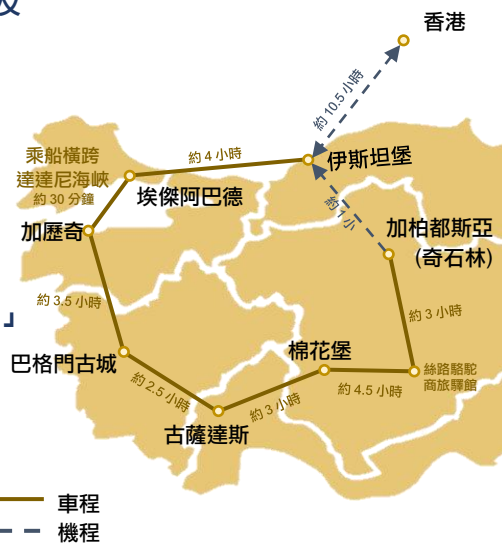 及
香港
約 10.5 小時
乘船橫跨
達達尼海峽
約 30 分鐘
約 4 小時
伊斯坦堡
埃傑阿巴德
約 1 小
加柏都斯亞
(奇石林)
加歷奇
約 3.5 小時
約 3 小時
」
巴格門古城
棉花堡
絲路駱駝
商旅驛館
約 2.5 小時
約 3 小時
約 4.5 小時
古薩達斯
車程
機程